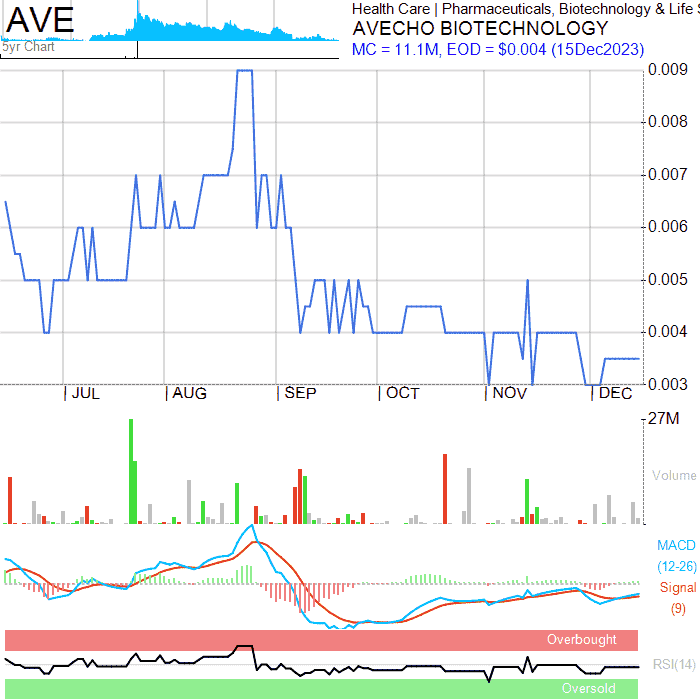 AVE
5yr Chart
Health Care | Pharmaceuticals, Biotechnology & Life S
AVECHO BIOTECHNOLOGY
MC = 11.1M, EOD = $0.004 (15Dec2023)
0.009
0.008
0.007
0.006
0.005
0.004
0.003
JUL
AUG
SEP
OCT
NOV
DEC
27M
Volume
MACD
(12-26)
Signal
(9)
Overbought
RSI(14)
Oversold